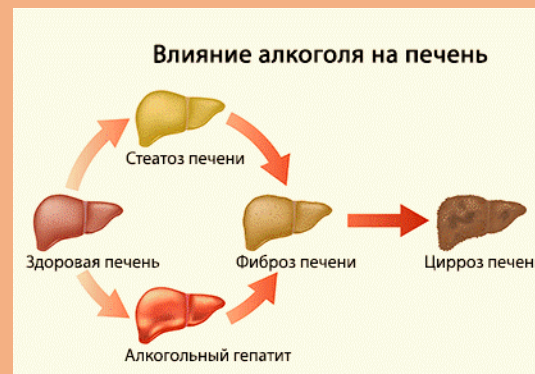 Влияние алкоголя на печень
Стеатоз печени
Здоровая печень
Фиброз печени
Цирроз печен
Алкогольный гепатит